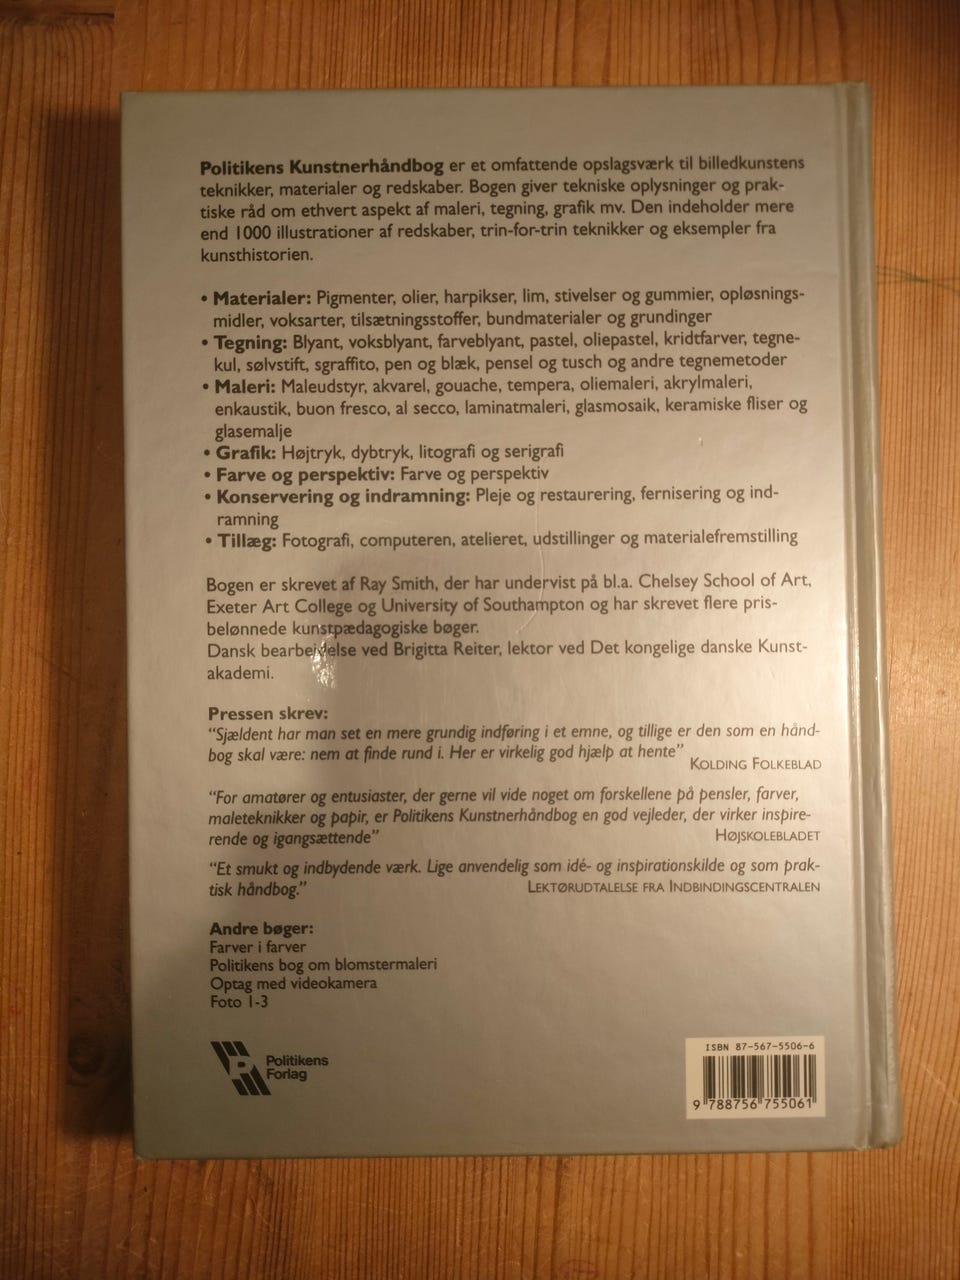 Politikens Kunstnerhåndbog er et omfattende opslagsværk til billedkunstens
teknikker, materialer og redskaber. Bogen giver tekniske oplysninger og prak-
tiske råd om ethvert aspekt af maleri, tegning, grafik mv. Den indeholder mere
end 1000 illustrationer af redskaber, trin-for-trin teknikker og eksempler fra
kunsthistorien.
• Materialer: Pigmenter, olier, harpikser, lim, stivelser og gummier, opløsnings-
midler, voksarter, tilsætningsstoffer, bundmaterialer og grundinger
• Tegning: Blyant, voksblyant, farveblyant, pastel, oliepastel, kridtfarver, tegne-
kul, sølvstift, sgraffito, pen og blæk, pensel og tusch og andre tegnemetoder
• Maleri: Maleudstyr, akvarel, gouache, tempera, oliemaleri, akrylmaleri,
enkaustik, buon fresco, al secco, laminatmaleri, glasmosaik, keramiske fliser og
glasemalje
• Grafik: Højtryk, dybtryk, litografi og serigrafi
• Farve og perspektiv: Farve og perspektiv
• Konservering og indramning: Pleje og restaurering, fernisering og ind-
ramning
• Tillæg: Fotografi, computeren, atelieret, udstillinger og materialefremstilling
Bogen er skrevet af Ray Smith, der har undervist på bl.a. Chelsey School of Art,
Exeter Art College og University of Southampton og har skrevet flere pris-
belønnede kunstpædagogiske bøger.
Dansk bearbejdelse ved Brigitta Reiter, lektor ved Det kongelige danske Kunst-
akademi.
Pressen skrev:
"Sjældent har man set en mere grundig indføring i et emne, og tillige er den som en hånd-
bog skal være: nem at finde rund i. Her er virkelig god hjælp at hente"
KOLDING FOLKEBLAD
"For amatører og entusiaster, der gerne vil vide noget om forskellene på pensler, farver,
maleteknikker og papir, er Politikens Kunstnerhåndbog en god vejleder, der virker inspire-
rende og igangsættende" HØJSKOLEBLADET
"Et smukt og indbydende værk. Lige anvendelig som idé- og inspirationskilde og som prak-
tisk håndbog." LEKTØRUDTALELSE FRA INDBINDINGSCENTRALEN
Andre bøger:
Farver i farver
Politikens bog om blomstermaleri
Optag med videokamera
Foto 1-3
Politikens
Forlag
ISBN 87-567-5506-6
9 788756 755061